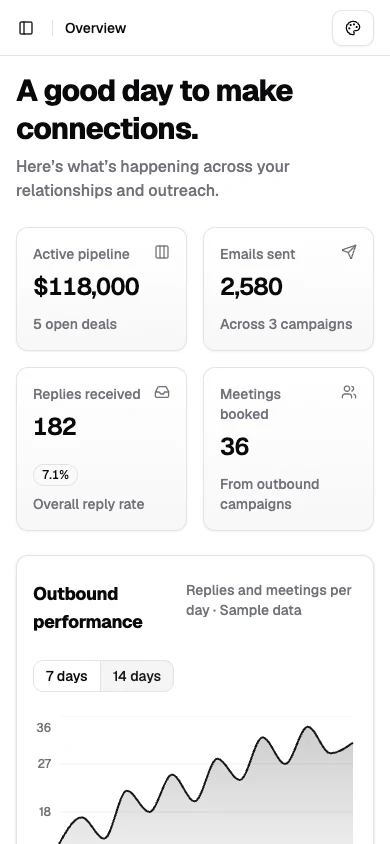 Overview
A good day to make
connections.
Here’s what’s happening across your
relationships and outreach.
Active pipeline
$118,000
5 open deals
Emails sent
2,580
Across 3 campaigns
Replies received
182
7.1%
Overall reply rate
Meetings
booked
36
From outbound
campaigns
Outbound
performance
Replies and meetings per
day · Sample data
7 days
14 days
36
27
18